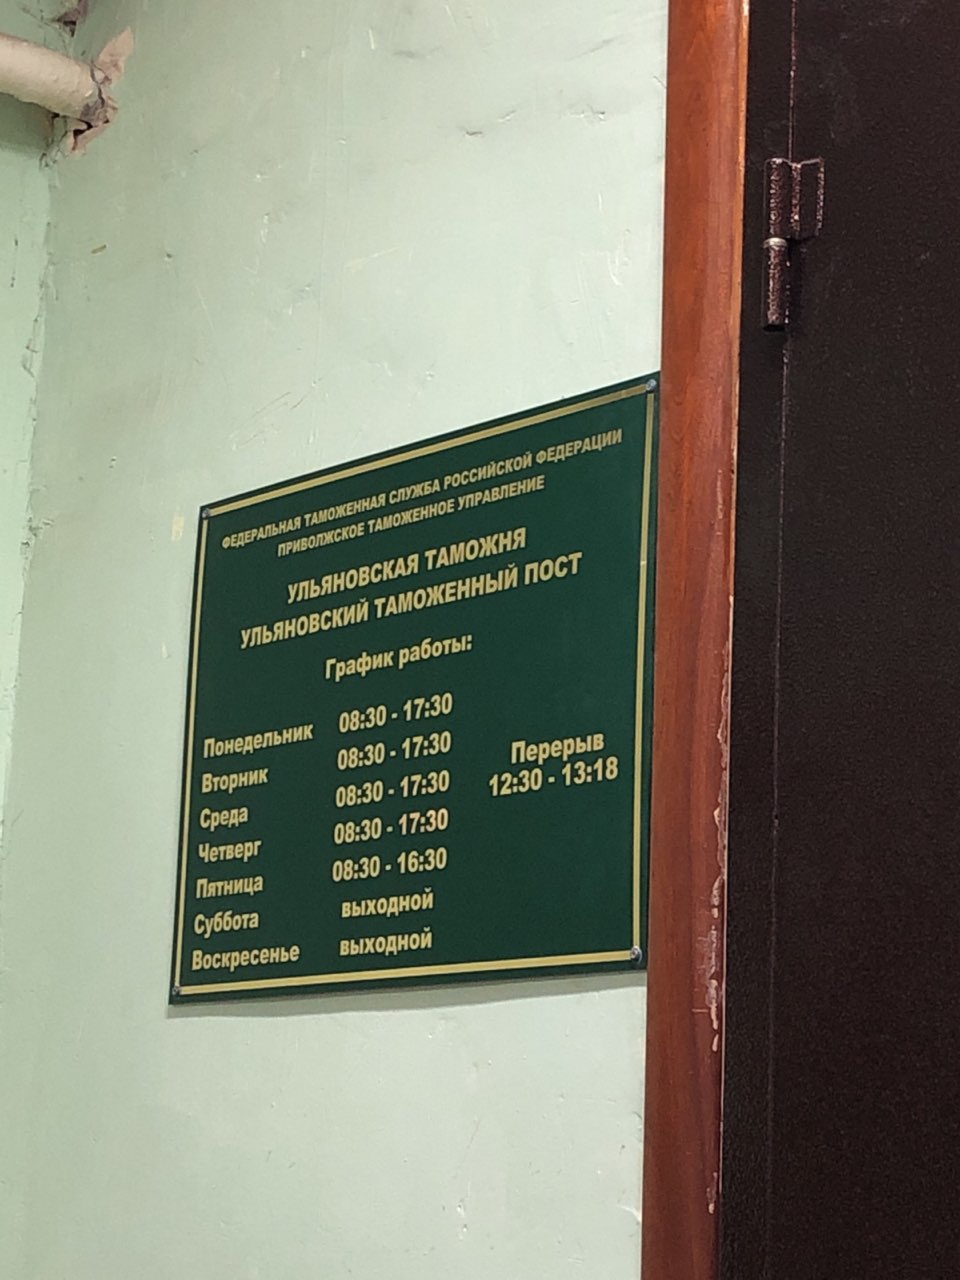 ФЕДЕРАЛЬНАЯ ТАМОЖЕННАЯ СЛУЖБА РОССИЙСКОЙ ФЕДЕРАЦИИ
ПРИВОЛЖСКОЕ ТАМОЖЕННОЕ УПРАВЛЕНИЕ
УЛЬЯНОВСКАЯ ТАМОЖНЯ
УЛЬЯНОВСКИЙ ТАМОЖЕННЫЙ ПОСТ
График работы:
Понедельник 08:30 - 17:30
Вторник 08:30 - 17:30
Среда 08:30 - 17:30
Четверг 08:30 - 17:30
Пятница 08:30 - 16:30
Суббота выходной
Воскресенье выходной
Перерыв
12:30 - 13:18